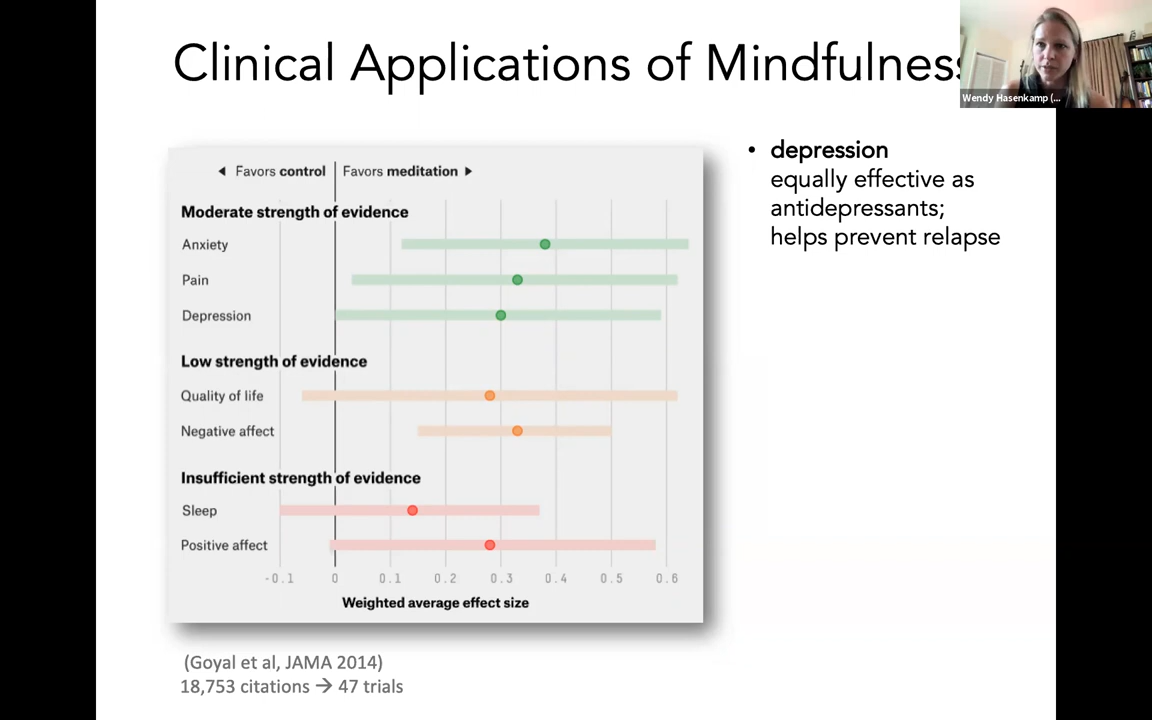 Clinical Applications of Mindfulness
Wendy Hasenkamp (...
◀ Favors control
Favors meditation ▶
Moderate strength of evidence
Anxiety
Pain
Depression
Low strength of evidence
Quality of life
Negative affect
Insufficient strength of evidence
Sleep
Positive affect
-0.1 0 0.1 0.2 0.3 0.4 0.5 0.6
Weighted average effect size
(Goyal et al, JAMA 2014)
18,753 citations → 47 trials
• depression
equally effective as
antidepressants;
helps prevent relapse